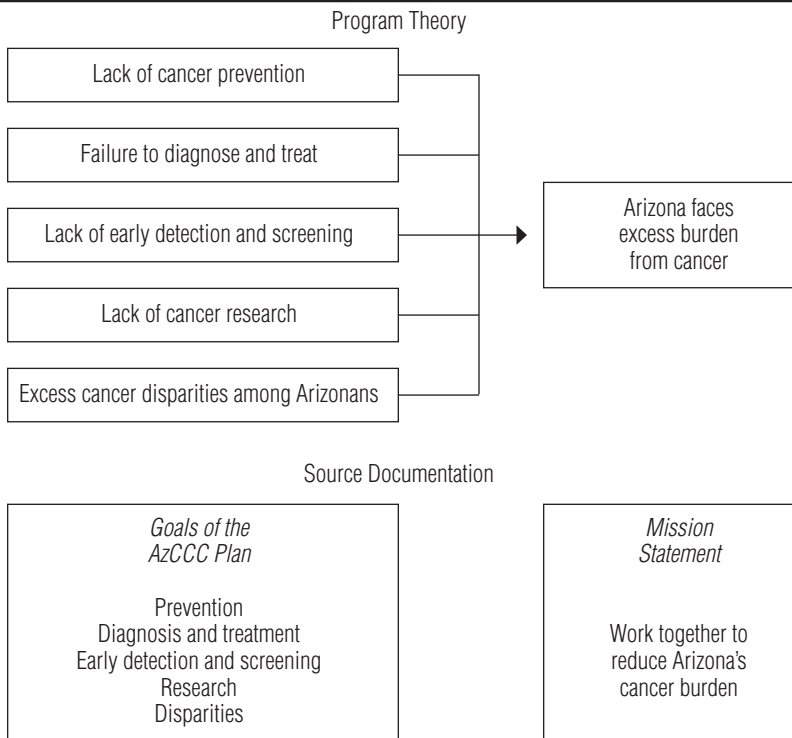 Program Theory
Lack of cancer prevention
Failure to diagnose and treat
Lack of early detection and screening
Lack of cancer research
Excess cancer disparities among Arizonans
Arizona faces
excess burden
from cancer
Source Documentation
Goals of the
AzCCC Plan
Prevention
Diagnosis and treatment
Early detection and screening
Research
Disparities
Mission
Statement
Work together to
reduce Arizona’s
cancer burden